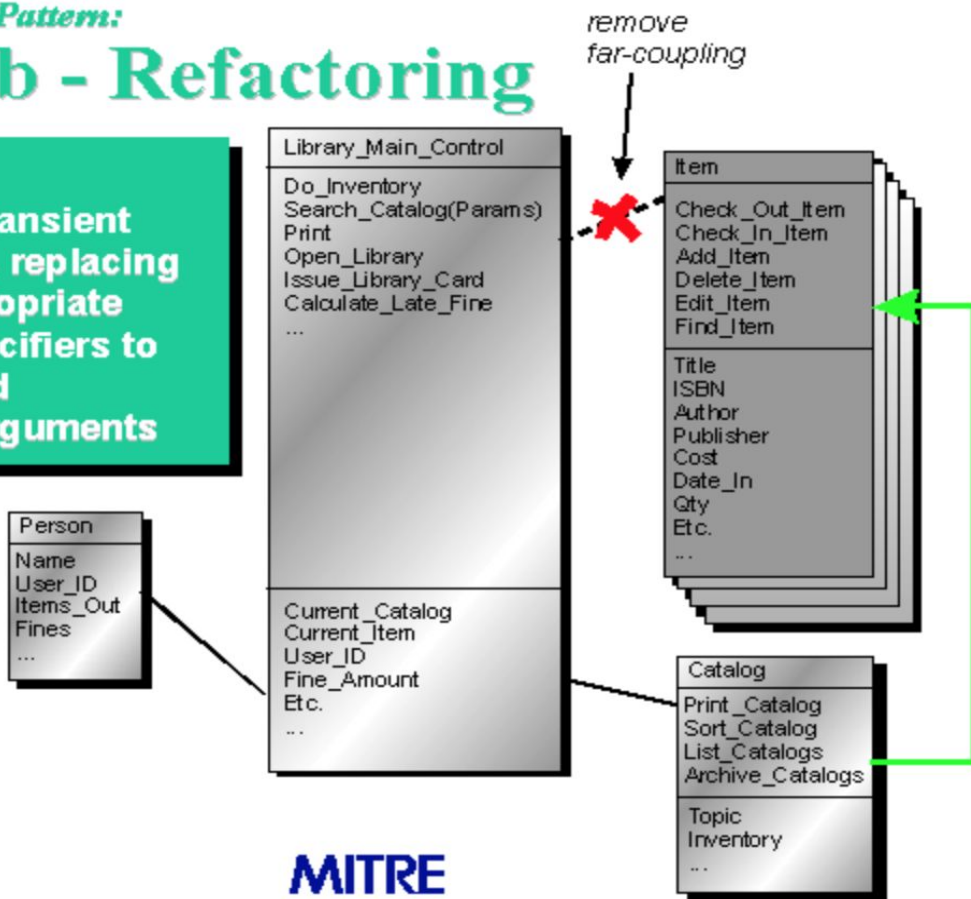 Pattern:
b - Refactoring
remove
far-coupling
ansient
replacing
opriate
cifiers to
d
guments
Library_Main_Control
Do_Inventory
Search_Catalog(Params)
Print
Open_Library
Issue_Library_Card
Calculate_Late_Fine
...
Current_Catalog
Current_Item
User_ID
Fine_Amount
Etc.
...
Item
Check_Out_Item
Check_In_Item
Add_Item
Delete_Item
Edit_Item
Find_Item
Title
ISBN
Author
Publisher
Cost
Date_In
Qty
Etc.
...
Person
Name
User_ID
Items_Out
Fines
...
Catalog
Print_Catalog
Sort_Catalog
List_Catalogs
Archive_Catalogs
Topic
Inventory
...
MITRE